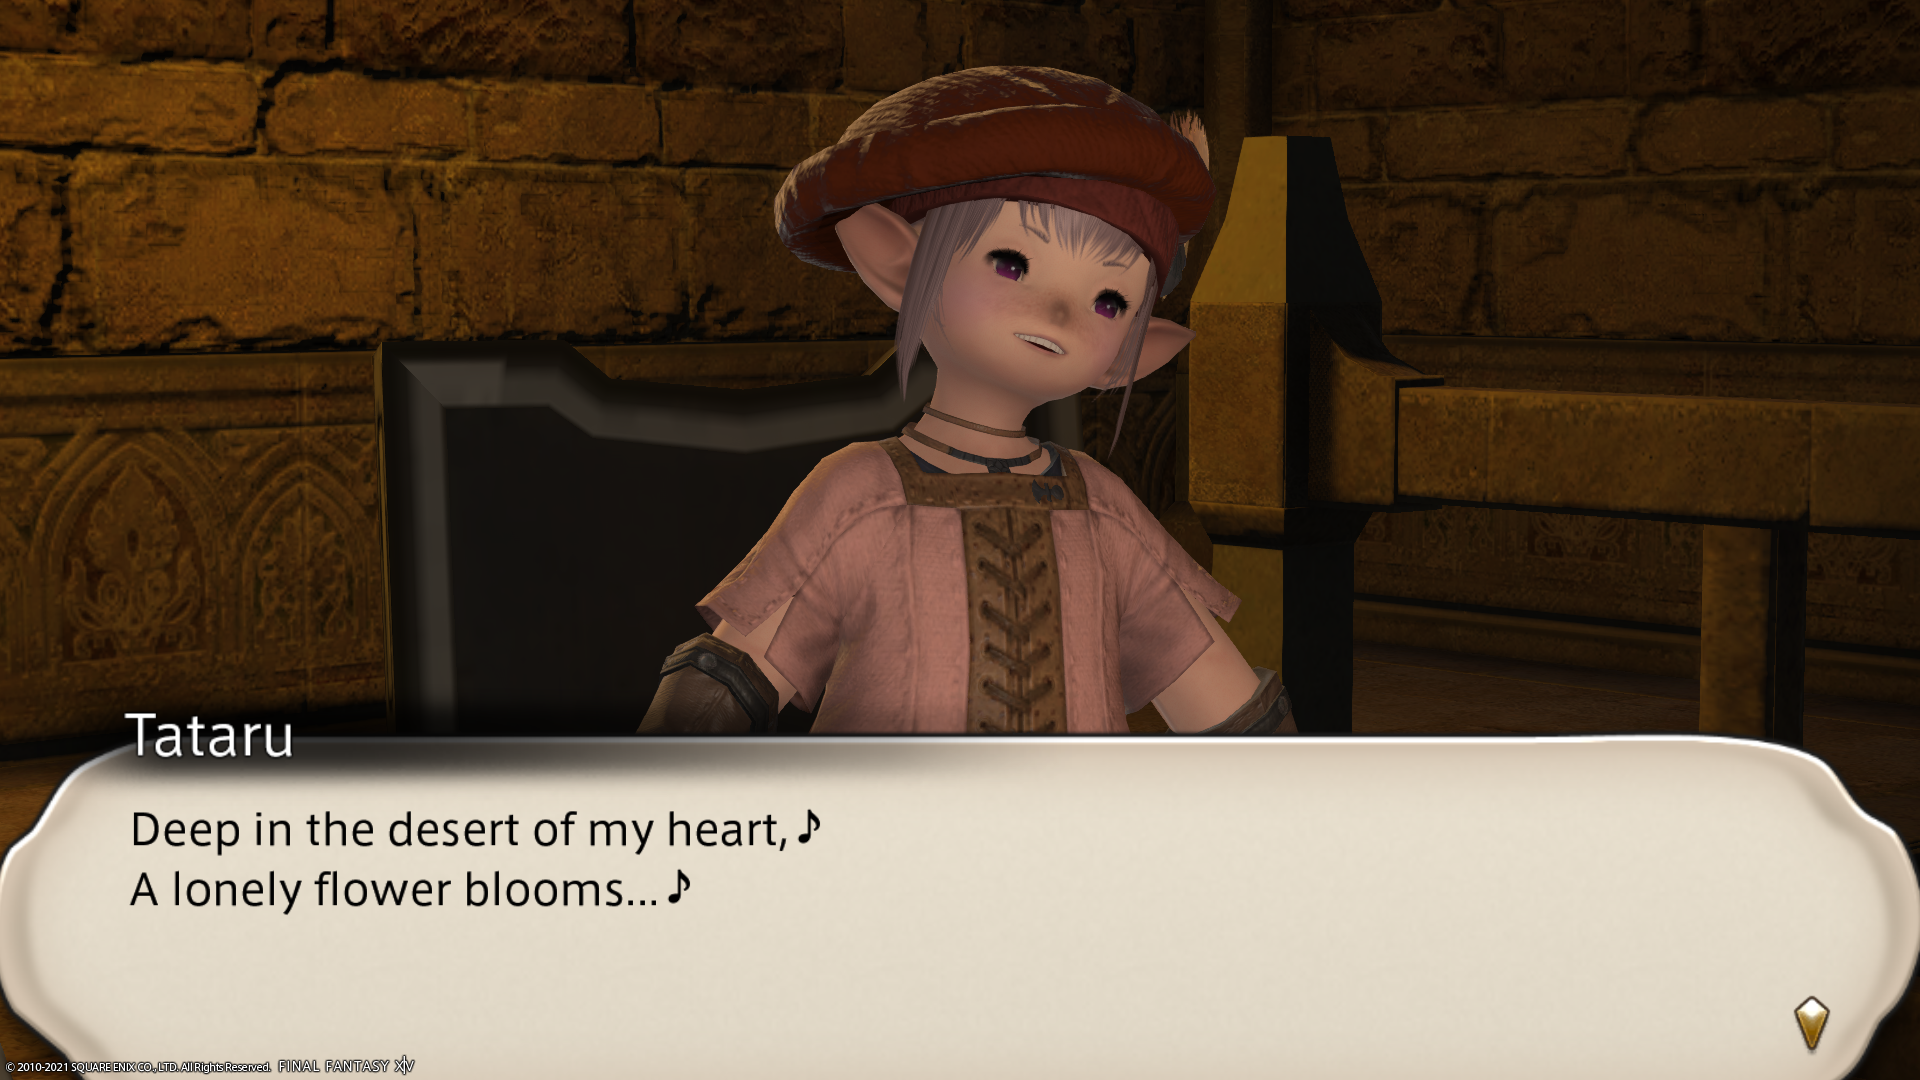 Tataru
Deep in the desert of my heart,♪
A lonely flower blooms...♪
© 2010-2021 SQUARE ENIX CO., LTD. All Rights Reserved. FINAL FANTASY XIV